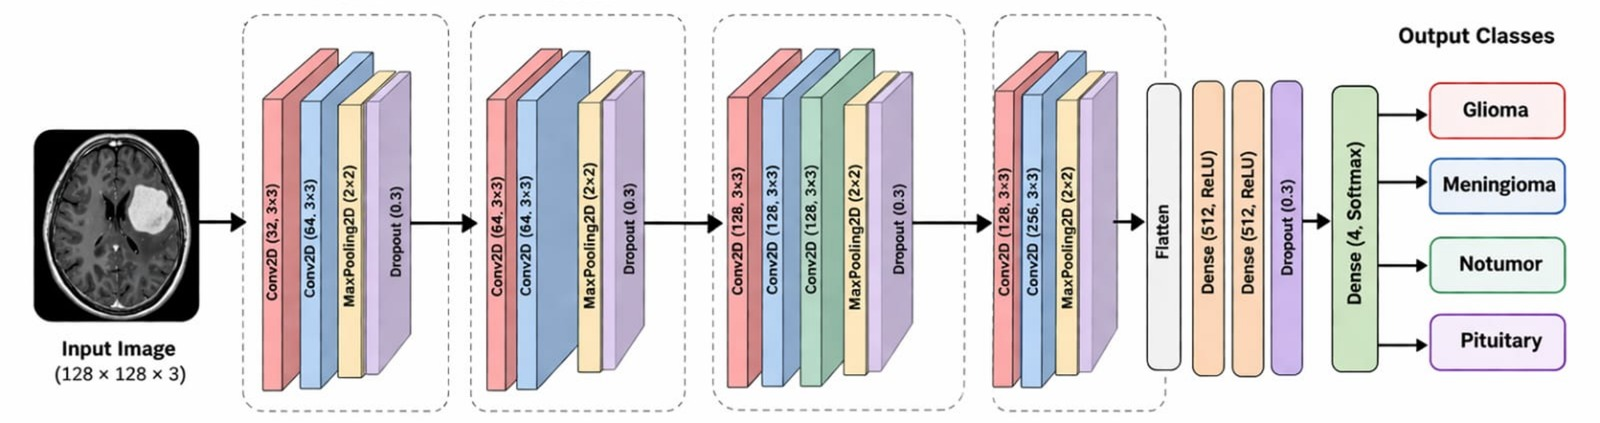 Output Classes
Input Image
(128 × 128 × 3)
Conv2D (32, 3×3)
Conv2D (64, 3×3)
MaxPooling2D (2×2)
Dropout (0.3)
Conv2D (64, 3×3)
Conv2D (64, 3×3)
MaxPooling2D (2×2)
Dropout (0.3)
Conv2D (128, 3×3)
Conv2D (128, 3×3)
Conv2D (128, 3×3)
MaxPooling2D (2×2)
Dropout (0.3)
Conv2D (128, 3×3)
Conv2D (256, 3×3)
MaxPooling2D (2×2)
Flatten
Dense (512, ReLU)
Dense (512, ReLU)
Dropout (0.3)
Dense (4, Softmax)
Glioma
Meningioma
Notumor
Pituitary